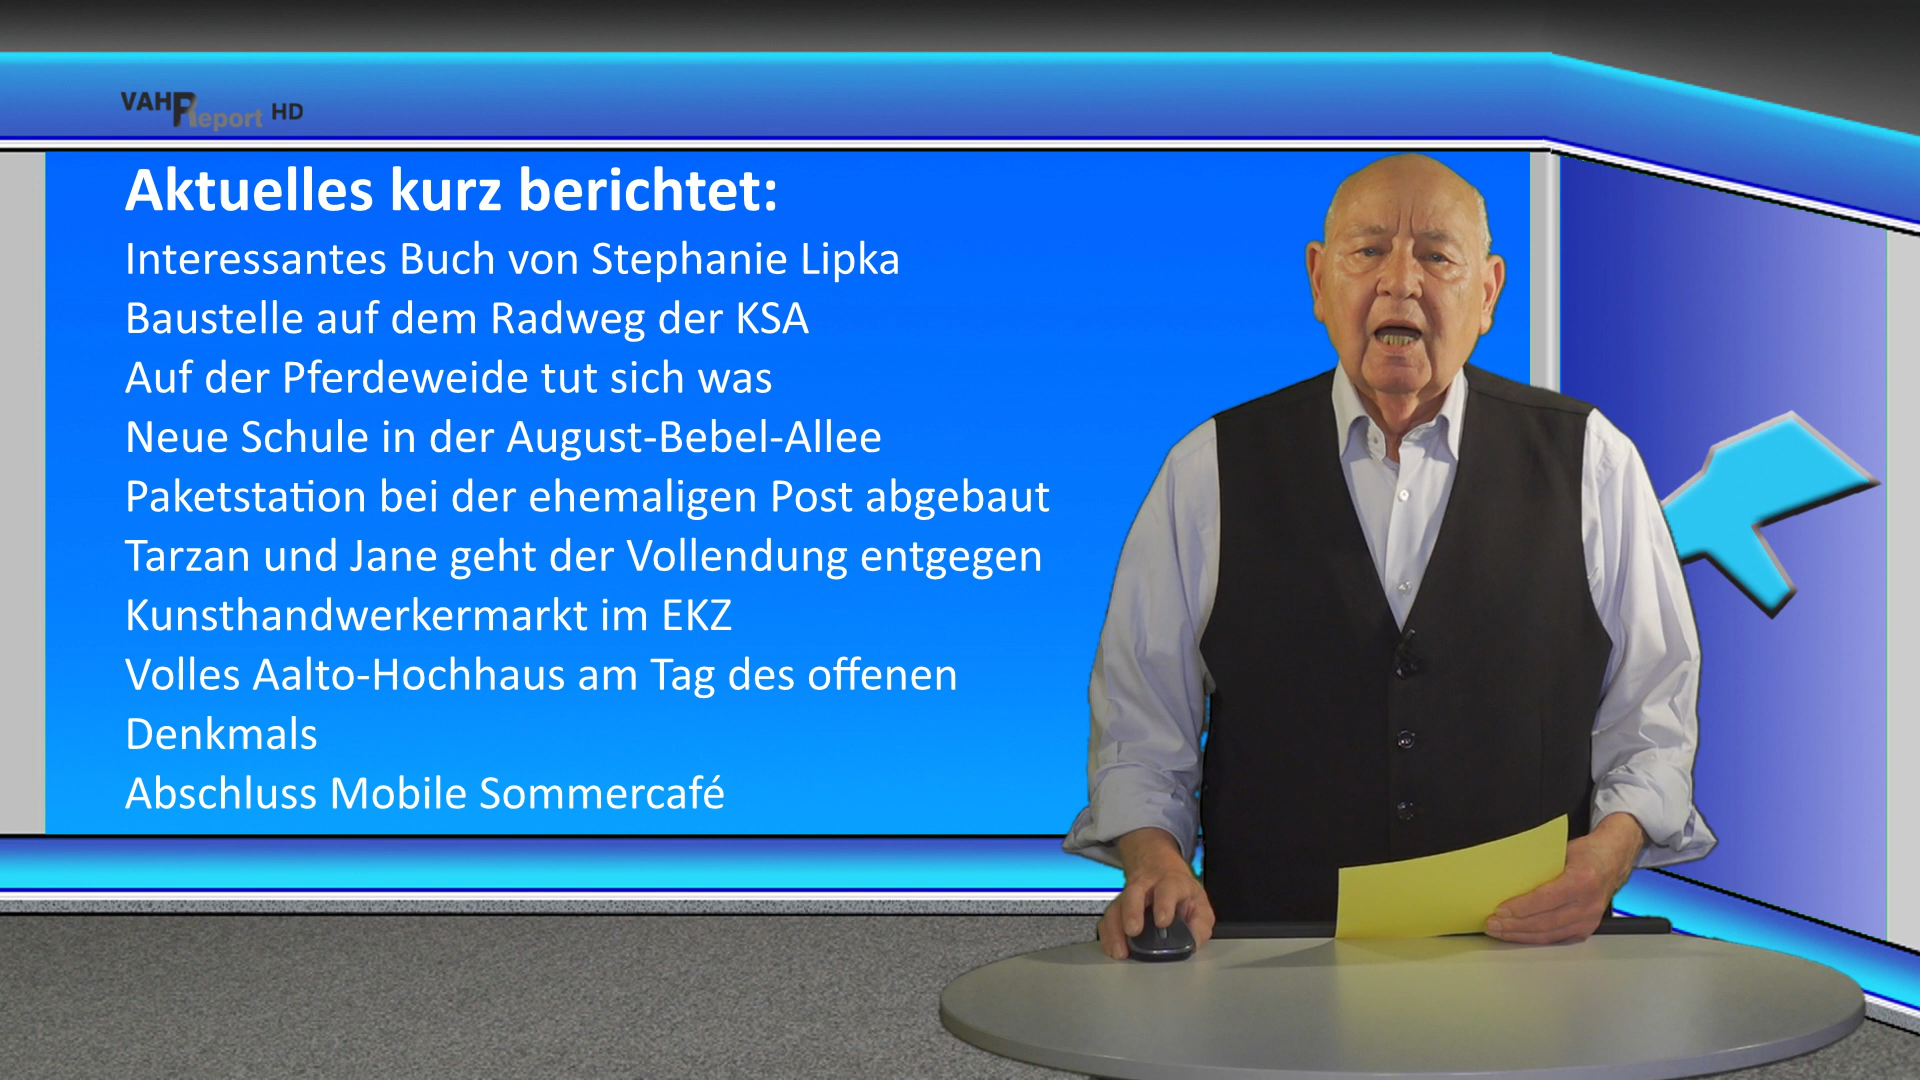 VAHR Report HD
Aktuelles kurz berichtet:
Interessantes Buch von Stephanie Lipka
Baustelle auf dem Radweg der KSA
Auf der Pferdeweide tut sich was
Neue Schule in der August-Bebel-Allee
Paketstation bei der ehemaligen Post abgebaut
Tarzan und Jane geht der Vollendung entgegen
Kunsthandwerkermarkt im EKZ
Volles Aalto-Hochhaus am Tag des offenen
Denkmals
Abschluss Mobile Sommercafé